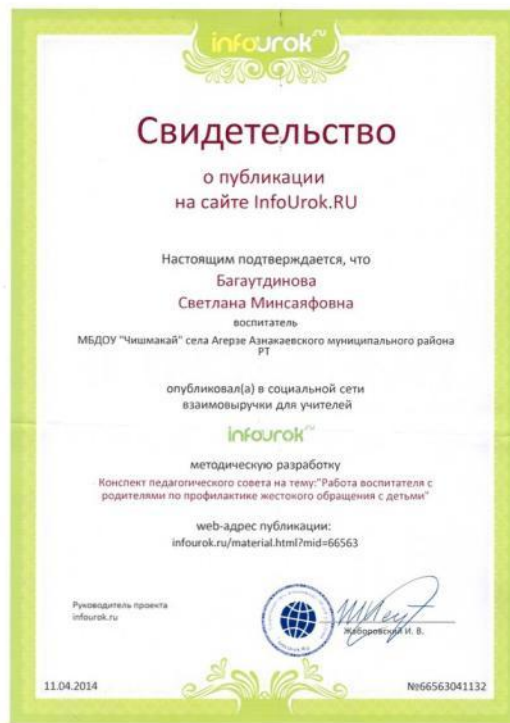 infourok™
Свидетельство
о публикации
на сайте InfoUrok.RU
Настоящим подтверждается, что
Багаутдинова
Светлана Минсаяфовна
воспитатель
МБДОУ "Чишмакай" села Агерзе Азнакаевского муниципального района
РТ
опубликовал(а) в социальной сети
взаимовыручки для учителей
infourok™
методическую разработку
Конспект педагогического совета на тему:"Работа воспитателя с
родителями по профилактике жестокого обращения с детьми"
web-адрес публикации:
infourok.ru/material.html?mid=66563
Руководитель проекта
infourok.ru
Жаборовский И. В.
11.04.2014
№66563041132